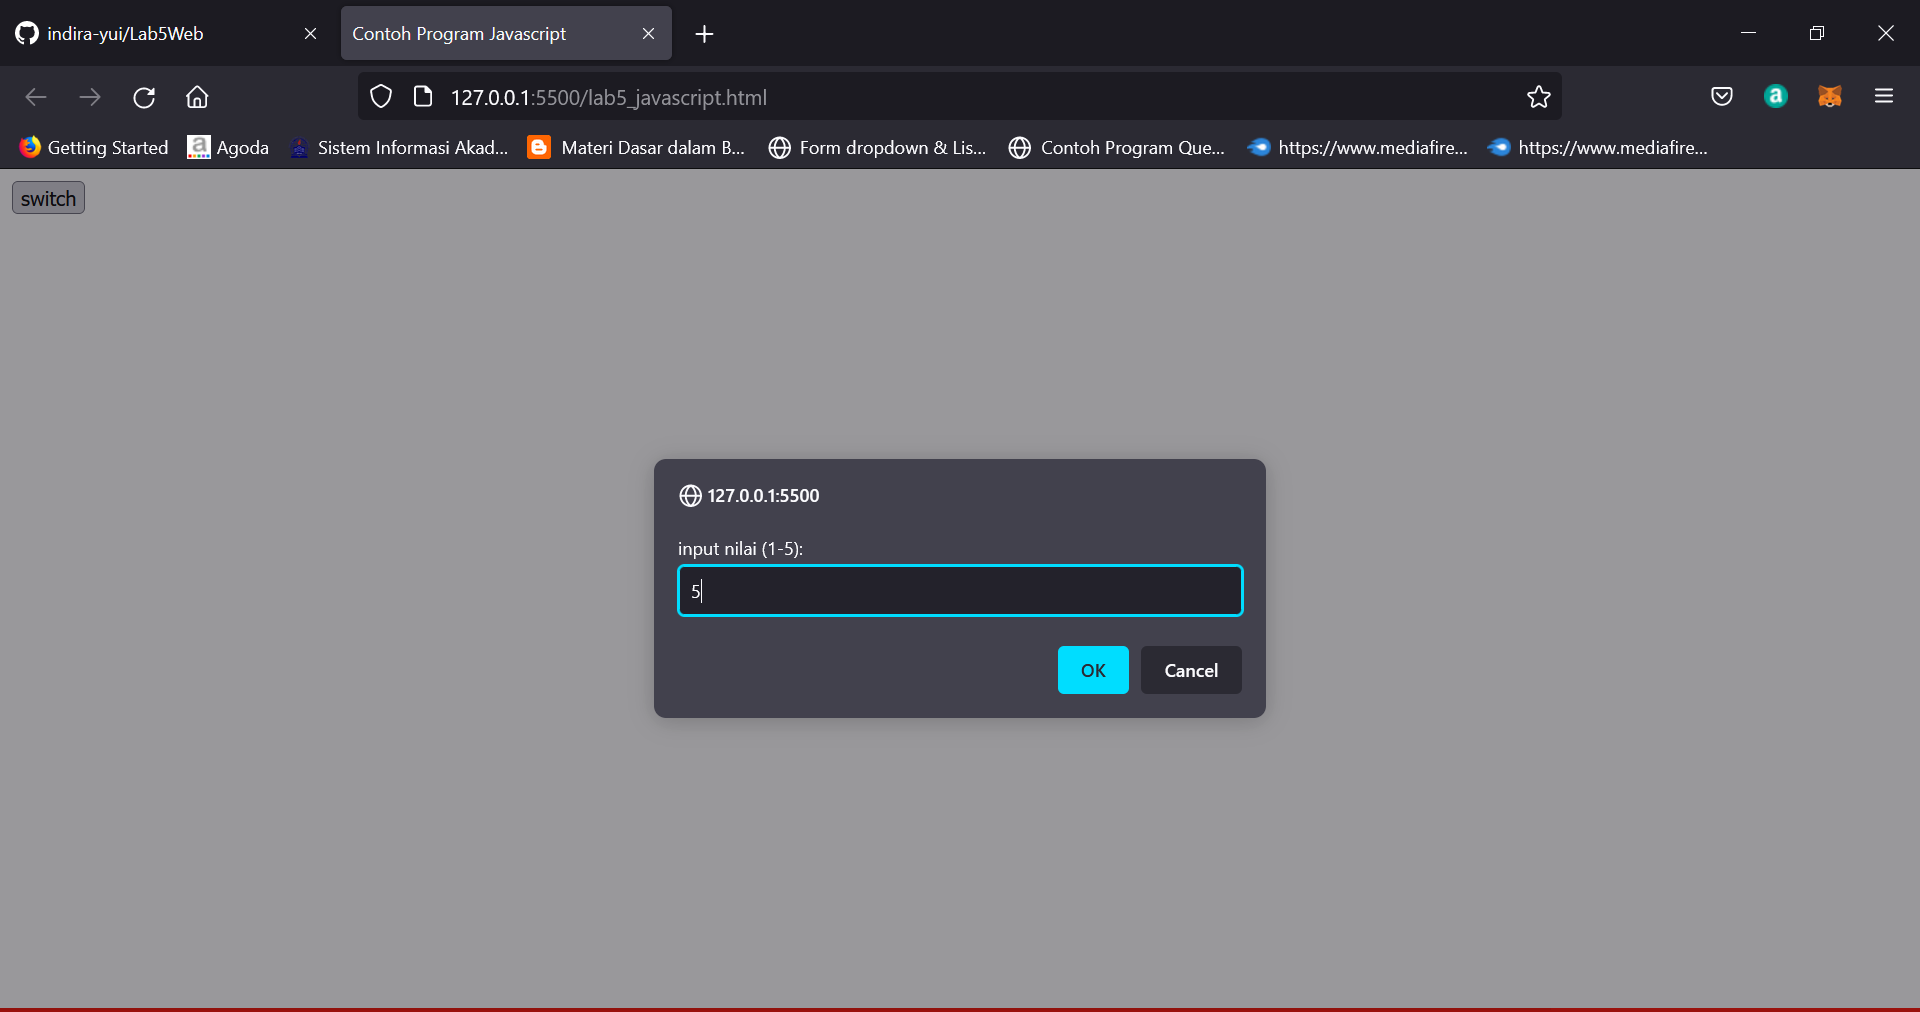 indira-yui/Lab5Web
Contoh Program Javascript
127.0.0.1:5500/lab5_javascript.html
a
Getting Started
a Agoda
Sistem Informasi Akad...
Materi Dasar dalam B...
Form dropdown & Lis...
Contoh Program Que...
https://www.mediafire...
https://www.mediafire...
switch
127.0.0.1:5500
input nilai (1-5):
5
OK
Cancel